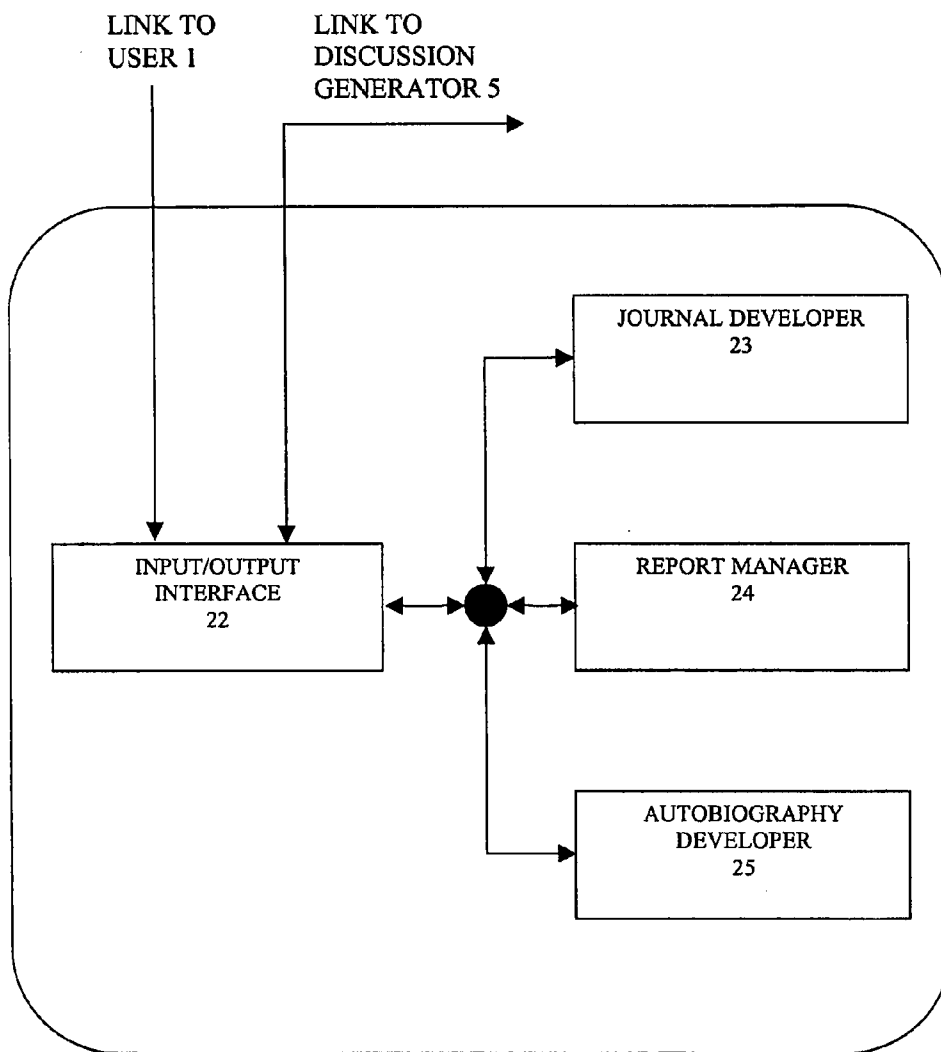 LINK TO
USER 1
LINK TO
DISCUSSION
GENERATOR 5
JOURNAL DEVELOPER
23
INPUT/OUTPUT
INTERFACE
22
REPORT MANAGER
24
AUTOBIOGRAPHY
DEVELOPER
25